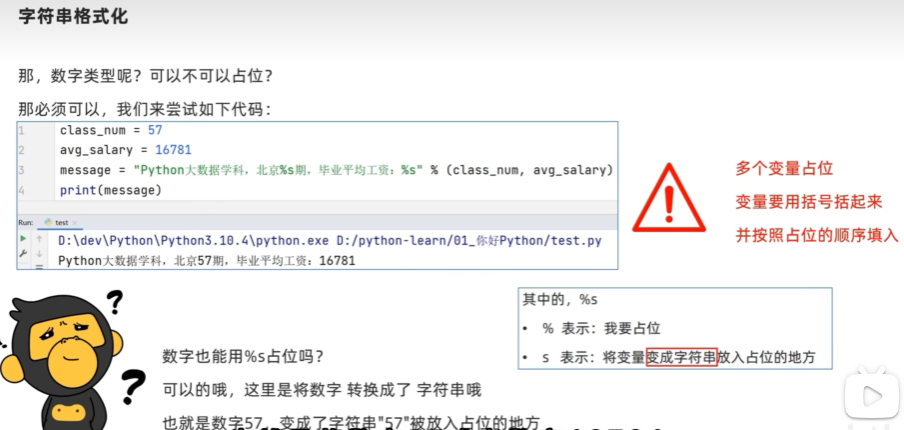 字符串格式化
那，数字类型呢？可以不可以占位？
那必须可以，我们来尝试如下代码：
1 class_num = 57
2 avg_salary = 16781
3 message = "Python大数据学科，北京%s期，毕业平均工资：%s" % (class_num, avg_salary)
4 print(message)
Run: test ×
D:\dev\Python\Python3.10.4\python.exe D:/python-learn/01_你好Python/test.py
Python大数据学科，北京57期，毕业平均工资：16781
多个变量占位
变量要用括号括起来
并按照占位的顺序填入
其中的，%s
• % 表示：我要占位
• s 表示：将变量变成字符串放入占位的地方
数字也能用%s占位吗？
可以的哦，这里是将数字 转换成了 字符串哦
也就是数字57，变成了字符串"57"被放入占位的地方